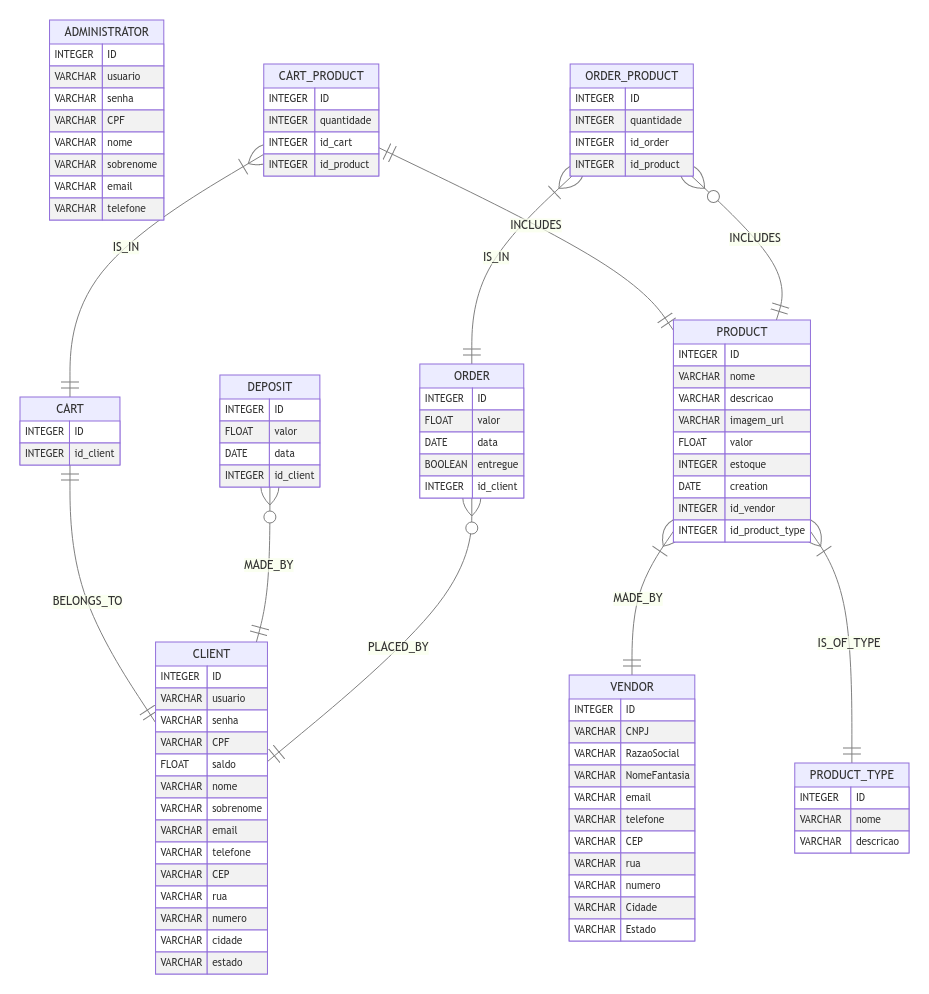 ADMINISTRATOR
INTEGER ID
VARCHAR usuario
VARCHAR senha
VARCHAR CPF
VARCHAR nome
VARCHAR sobrenome
VARCHAR email
VARCHAR telefone
CART_PRODUCT
INTEGER ID
INTEGER quantidade
INTEGER id_cart
INTEGER id_product
ORDER_PRODUCT
INTEGER ID
INTEGER quantidade
INTEGER id_order
INTEGER id_product
IS_IN
INCLUDES
IS_IN
INCLUDES
CART
INTEGER ID
INTEGER id_client
DEPOSIT
INTEGER ID
FLOAT valor
DATE data
INTEGER id_client
ORDER
INTEGER ID
FLOAT valor
DATE data
BOOLEAN entregue
INTEGER id_client
PRODUCT
INTEGER ID
VARCHAR nome
VARCHAR descricao
VARCHAR imagem_url
FLOAT valor
INTEGER estoque
DATE creation
INTEGER id_vendor
INTEGER id_product_type
BELONGS_TO
MADE_BY
PLACED_BY
MADE_BY
IS_OF_TYPE
CLIENT
INTEGER ID
VARCHAR usuario
VARCHAR senha
VARCHAR CPF
FLOAT saldo
VARCHAR nome
VARCHAR sobrenome
VARCHAR email
VARCHAR telefone
VARCHAR CEP
VARCHAR rua
VARCHAR numero
VARCHAR cidade
VARCHAR estado
VENDOR
INTEGER ID
VARCHAR CNPJ
VARCHAR RazaoSocial
VARCHAR NomeFantasia
VARCHAR email
VARCHAR telefone
VARCHAR CEP
VARCHAR rua
VARCHAR numero
VARCHAR Cidade
VARCHAR Estado
PRODUCT_TYPE
INTEGER ID
VARCHAR nome
VARCHAR descricao